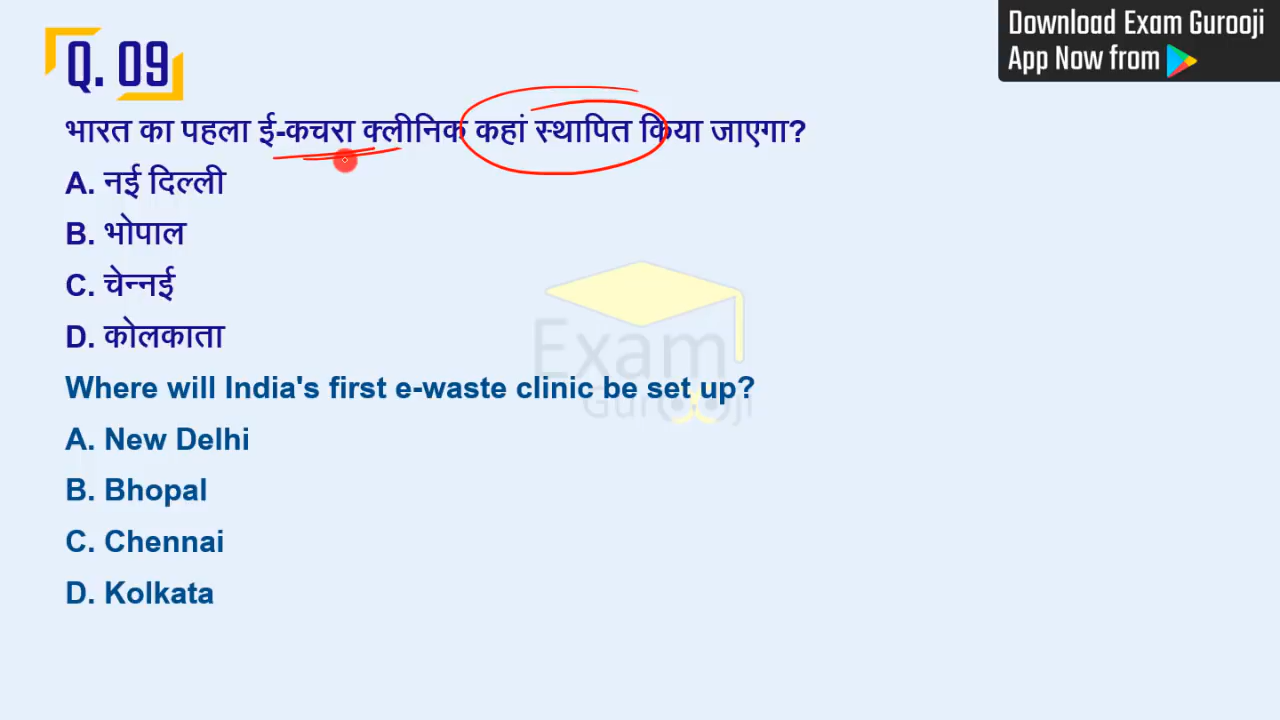 Download Exam Gurooji
App Now from
Q. 09
भारत का पहला ई-कचरा क्लीनिक कहां स्थापित किया जाएगा?
A. नई दिल्ली
B. भोपाल
C. चेन्नई
D. कोलकाता
Where will India's first e-waste clinic be set up?
A. New Delhi
B. Bhopal
C. Chennai
D. Kolkata
Exam
Gurooji